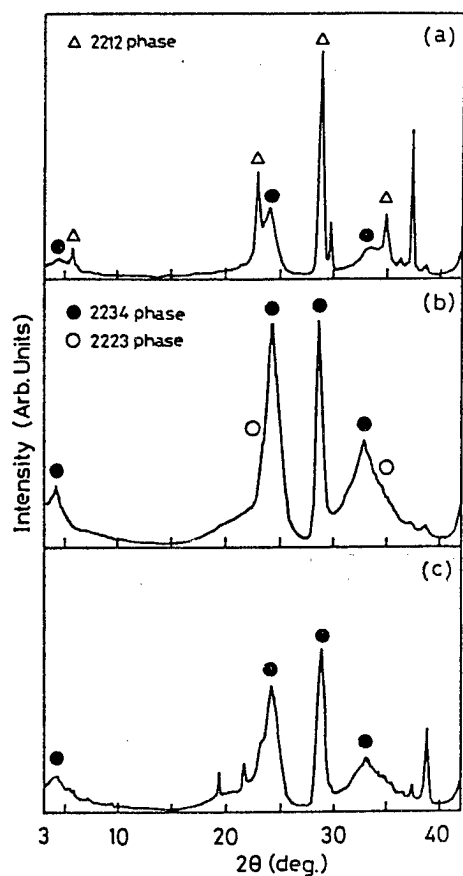 △ 2212 phase
(a)
● 2234 phase
○ 2223 phase
(b)
(c)
Intensity (Arb. Units)
3 10 20 30 40
2θ (deg.)